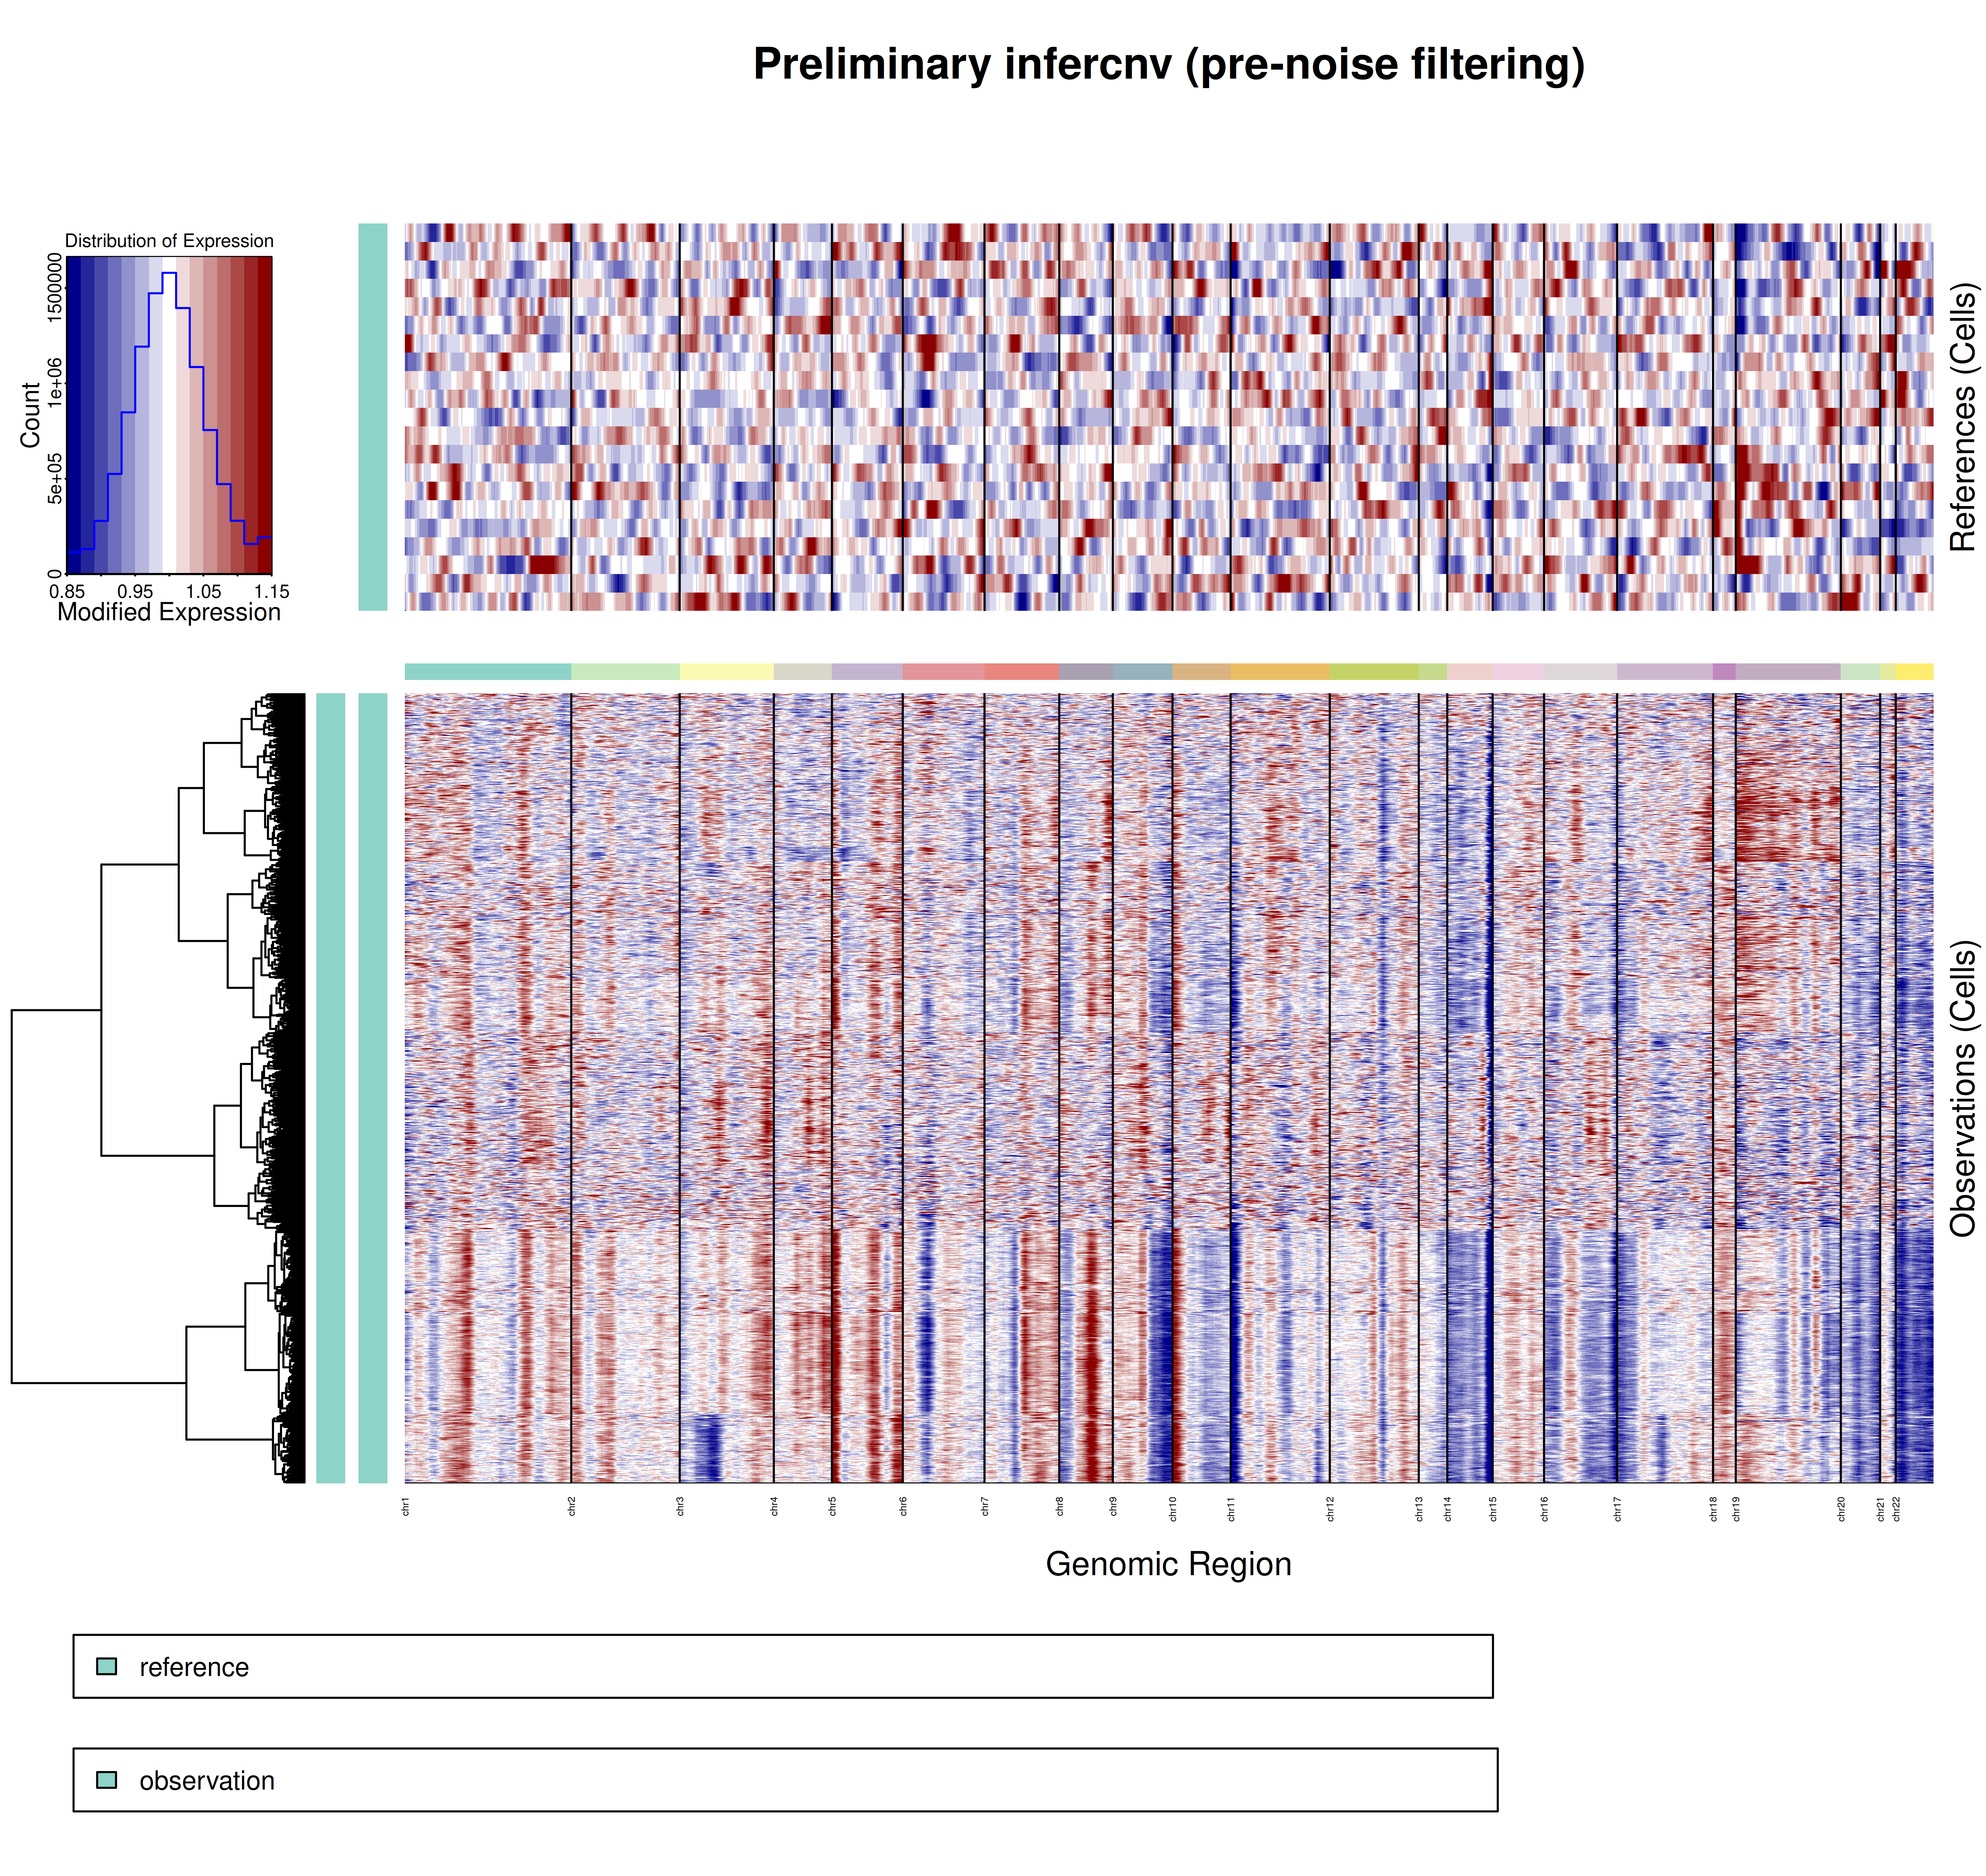 Preliminary infercnv (pre-noise filtering)
Distribution of Expression
Count
0
5e+05
1e+06
1500000
0.85
0.95
1.05
1.15
Modified Expression
References (Cells)
Observations (Cells)
chr1
chr2
chr3
chr4
chr5
chr6
chr7
chr8
chr9
chr10
chr11
chr12
chr13
chr14
chr15
chr16
chr17
chr18
chr19
chr20
chr21
chr22
Genomic Region
reference
observation